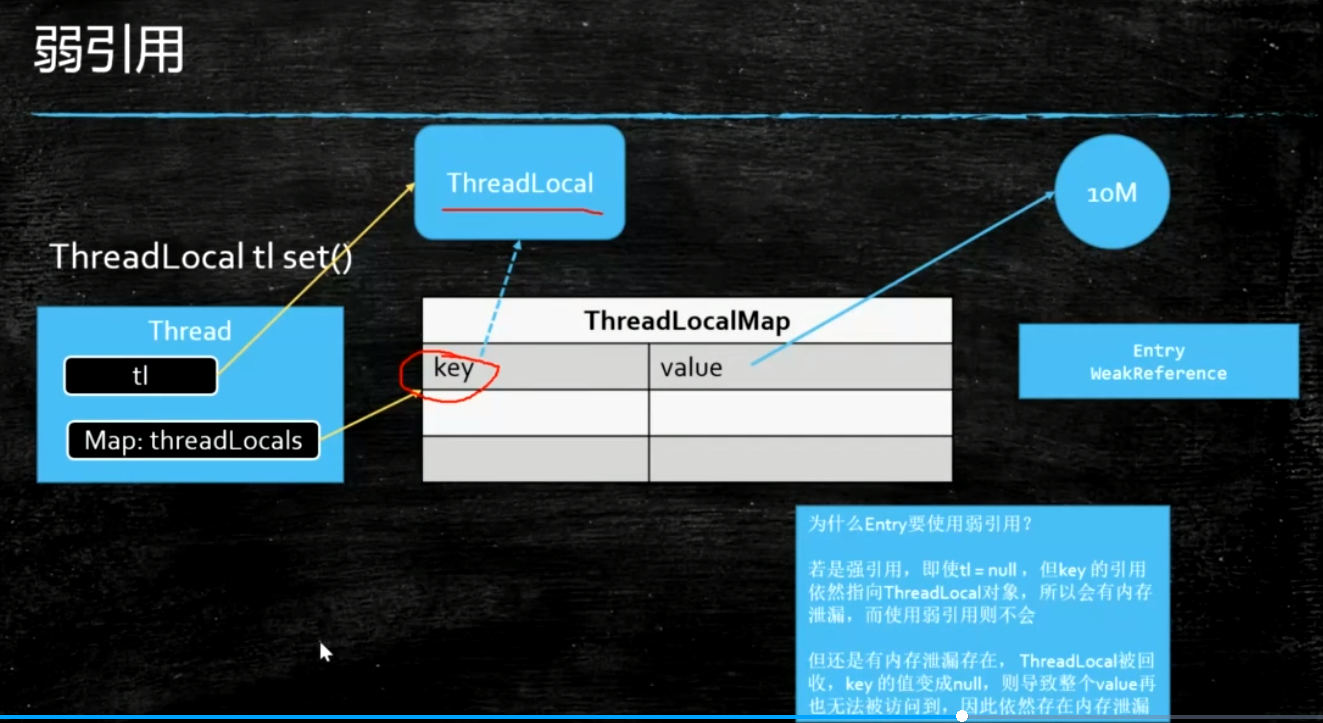 弱引用
ThreadLocal
10M
ThreadLocal tl set()
Thread
tl
Map: threadLocals
ThreadLocalMap
key
value
Entry
WeakReference
为什么Entry要使用弱引用？
若是强引用，即使tl = null ，但key 的引用
依然指向ThreadLocal对象，所以会有内存
泄漏，而使用弱引用则不会
但还是有内存泄漏存在， ThreadLocal被回
收，key 的值变成null，则导致整个value再
也无法被访问到，因此依然存在内存泄漏